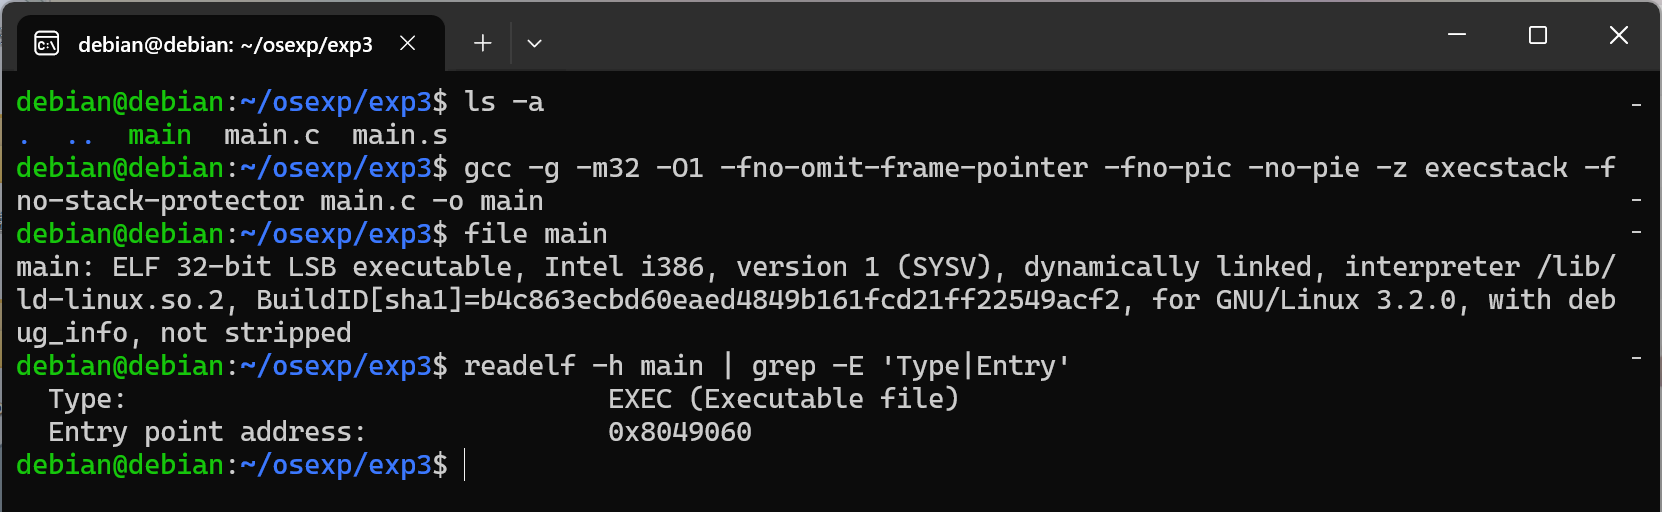 debian@debian: ~/osexp/exp3
debian@debian:~/osexp/exp3$ ls -a
.  ..  main  main.c  main.s
debian@debian:~/osexp/exp3$ gcc -g -m32 -O1 -fno-omit-frame-pointer -fno-pic -no-pie -z execstack -f
no-stack-protector main.c -o main
debian@debian:~/osexp/exp3$ file main
main: ELF 32-bit LSB executable, Intel i386, version 1 (SYSV), dynamically linked, interpreter /lib/
ld-linux.so.2, BuildID[sha1]=b4c863ecbd60eaed4849b161fcd21ff22549acf2, for GNU/Linux 3.2.0, with deb
ug_info, not stripped
debian@debian:~/osexp/exp3$ readelf -h main | grep -E 'Type|Entry'
  Type:                              EXEC (Executable file)
  Entry point address:               0x8049060
debian@debian:~/osexp/exp3$